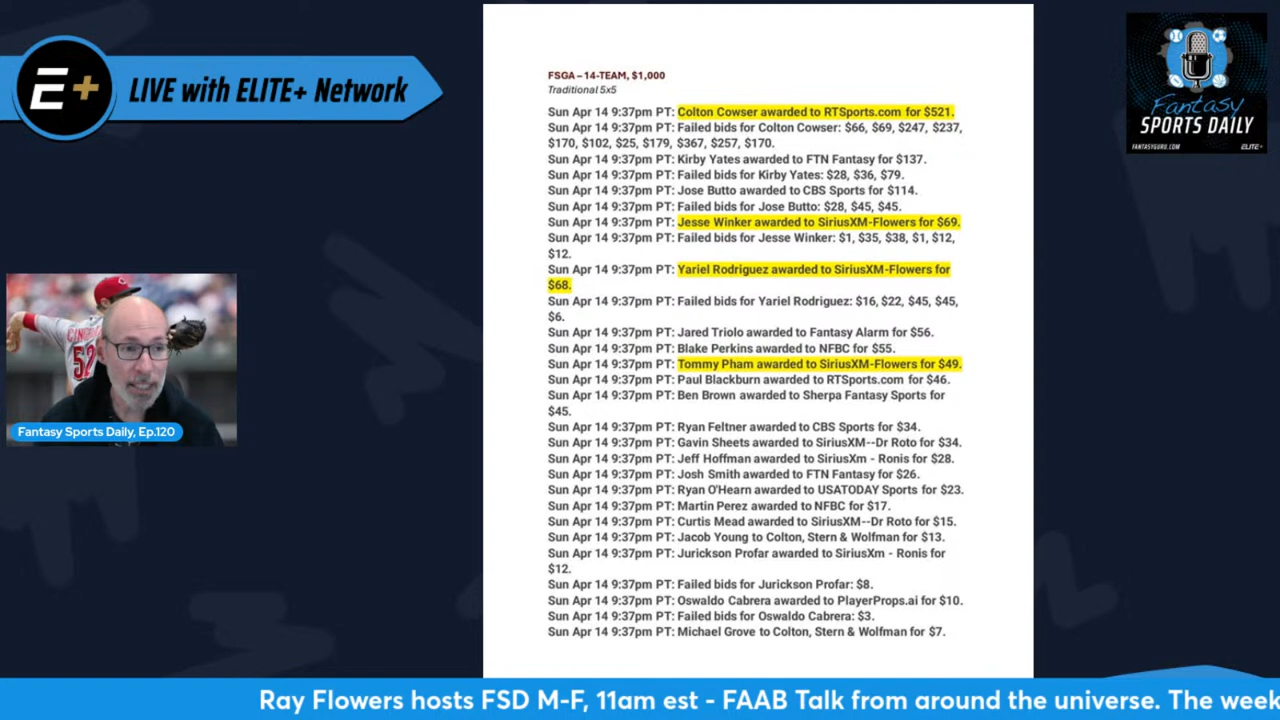 E+
LIVE with ELITE+ Network
FSGA – 14-TEAM, $1,000
Traditional 5x5
Sun Apr 14 9:37pm PT: Colton Cowser awarded to RTSports.com for $521.
Sun Apr 14 9:37pm PT: Failed bids for Colton Cowser: $66, $69, $247, $237,
$170, $102, $25, $179, $367, $257, $170.
Sun Apr 14 9:37pm PT: Kirby Yates awarded to FTN Fantasy for $137.
Sun Apr 14 9:37pm PT: Failed bids for Kirby Yates: $28, $36, $79.
Sun Apr 14 9:37pm PT: Jose Butto awarded to CBS Sports for $114.
Sun Apr 14 9:37pm PT: Failed bids for Jose Butto: $28, $45, $45.
Sun Apr 14 9:37pm PT: Jesse Winker awarded to SiriusXM-Flowers for $69.
Sun Apr 14 9:37pm PT: Failed bids for Jesse Winker: $1, $35, $38, $1, $12,
$12.
Sun Apr 14 9:37pm PT: Yariel Rodriguez awarded to SiriusXM-Flowers for
$68.
Sun Apr 14 9:37pm PT: Failed bids for Yariel Rodriguez: $16, $22, $45, $45,
$6.
Sun Apr 14 9:37pm PT: Jared Triolo awarded to Fantasy Alarm for $56.
Sun Apr 14 9:37pm PT: Blake Perkins awarded to NFBC for $55.
Sun Apr 14 9:37pm PT: Tommy Pham awarded to SiriusXM-Flowers for $49.
Sun Apr 14 9:37pm PT: Paul Blackburn awarded to RTSports.com for $46.
Sun Apr 14 9:37pm PT: Ben Brown awarded to Sherpa Fantasy Sports for
$45.
Sun Apr 14 9:37pm PT: Ryan Feltner awarded to CBS Sports for $34.
Sun Apr 14 9:37pm PT: Gavin Sheets awarded to SiriusXM--Dr Roto for $34.
Sun Apr 14 9:37pm PT: Jeff Hoffman awarded to SiriusXm - Ronis for $28.
Sun Apr 14 9:37pm PT: Josh Smith awarded to FTN Fantasy for $26.
Sun Apr 14 9:37pm PT: Ryan O'Hearn awarded to USATODAY Sports for $23.
Sun Apr 14 9:37pm PT: Martin Perez awarded to NFBC for $17.
Sun Apr 14 9:37pm PT: Curtis Mead awarded to SiriusXM--Dr Roto for $15.
Sun Apr 14 9:37pm PT: Jacob Young to Colton, Stern & Wolfman for $13.
Sun Apr 14 9:37pm PT: Jurickson Profar awarded to SiriusXm - Ronis for
$12.
Sun Apr 14 9:37pm PT: Failed bids for Jurickson Profar: $8.
Sun Apr 14 9:37pm PT: Oswaldo Cabrera awarded to PlayerProps.ai for $10.
Sun Apr 14 9:37pm PT: Failed bids for Oswaldo Cabrera: $3.
Sun Apr 14 9:37pm PT: Michael Grove to Colton, Stern & Wolfman for $7.
Fantasy
SPORTS DAILY
FANTASYGURU.COM ELITE+
CINCINNATI
52
Fantasy Sports Daily, Ep.120
Ray Flowers hosts FSD M-F, 11am est - FAAB Talk from around the universe. The week